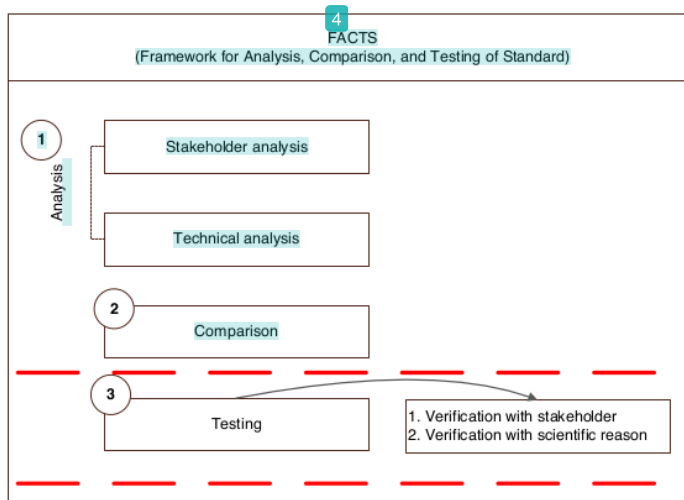 4
FACTS
(Framework for Analysis, Comparison, and Testing of Standard)
1
Analysis
Stakeholder analysis
Technical analysis
2
Comparison
3
Testing
1. Verification with stakeholder
2. Verification with scientific reason